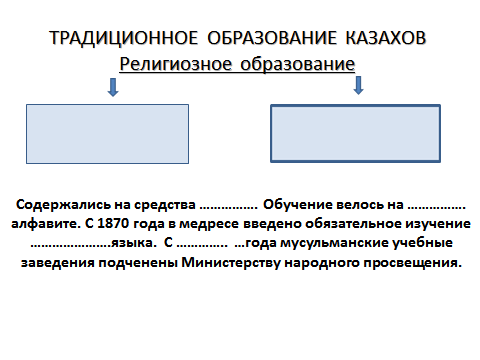 ТРАДИЦИОННОЕ ОБРАЗОВАНИЕ КАЗАХОВ
Религиозное образование
Содержались на средства ……………. Обучение велось на …………….
алфавите. С 1870 года в медресе введено обязательное изучение
………………….языка. С ………….. …года мусульманские учебные
заведения подченены Министерству народного просвещения.